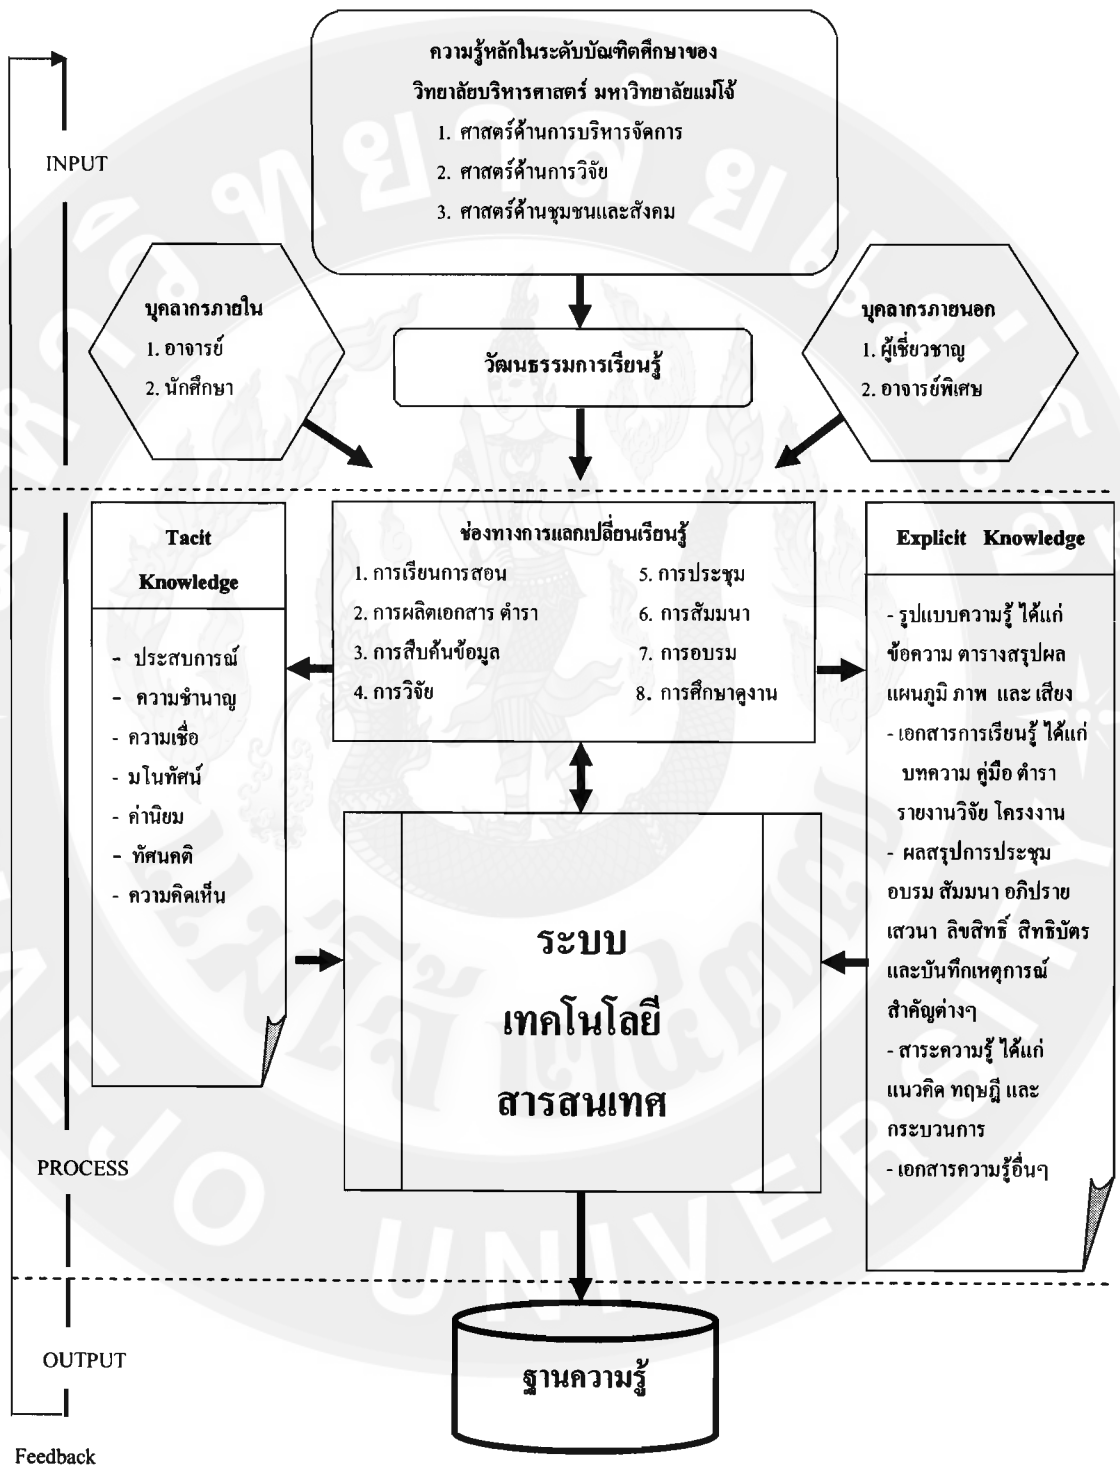 ความรู้หลักในระดับบัณฑิตศึกษาของ
วิทยาลัยบริหารศาสตร์ มหาวิทยาลัยแม่โจ้
1. ศาสตร์ด้านการบริหารจัดการ
2. ศาสตร์ด้านการวิจัย
3. ศาสตร์ด้านชุมชนและสังคม
INPUT
บุคลากรภายใน
1. อาจารย์
2. นักศึกษา
วัฒนธรรมการเรียนรู้
บุคลากรภายนอก
1. ผู้เชี่ยวชาญ
2. อาจารย์พิเศษ
Tacit
Knowledge
- ประสบการณ์
- ความชำนาญ
- ความเชื่อ
- มโนทัศน์
- ค่านิยม
- ทัศนคติ
- ความคิดเห็น
ช่องทางการแลกเปลี่ยนเรียนรู้
1. การเรียนการสอน
2. การผลิตเอกสาร ตำรา
3. การสืบค้นข้อมูล
4. การวิจัย
5. การประชุม
6. การสัมมนา
7. การอบรม
8. การศึกษาดูงาน
Explicit Knowledge
- รูปแบบความรู้ ได้แก่
ข้อความ ตารางสรุปผล
แผนภูมิ ภาพ และ เสียง
- เอกสารการเรียนรู้ ได้แก่
บทความ คู่มือ ตำรา
รายงานวิจัย โครงงาน
- ผลสรุปการประชุม
อบรม สัมมนา อภิปราย
เสวนา ลิขสิทธิ์ สิทธิบัตร
และบันทึกเหตุการณ์
สำคัญต่างๆ
- สาระความรู้ ได้แก่
แนวคิด ทฤษฎี และ
กระบวนการ
- เอกสารความรู้อื่นๆ
ระบบ
เทคโนโลยี
สารสนเทศ
PROCESS
OUTPUT
ฐานความรู้
Feedback
MAEJO UNIVERSITY